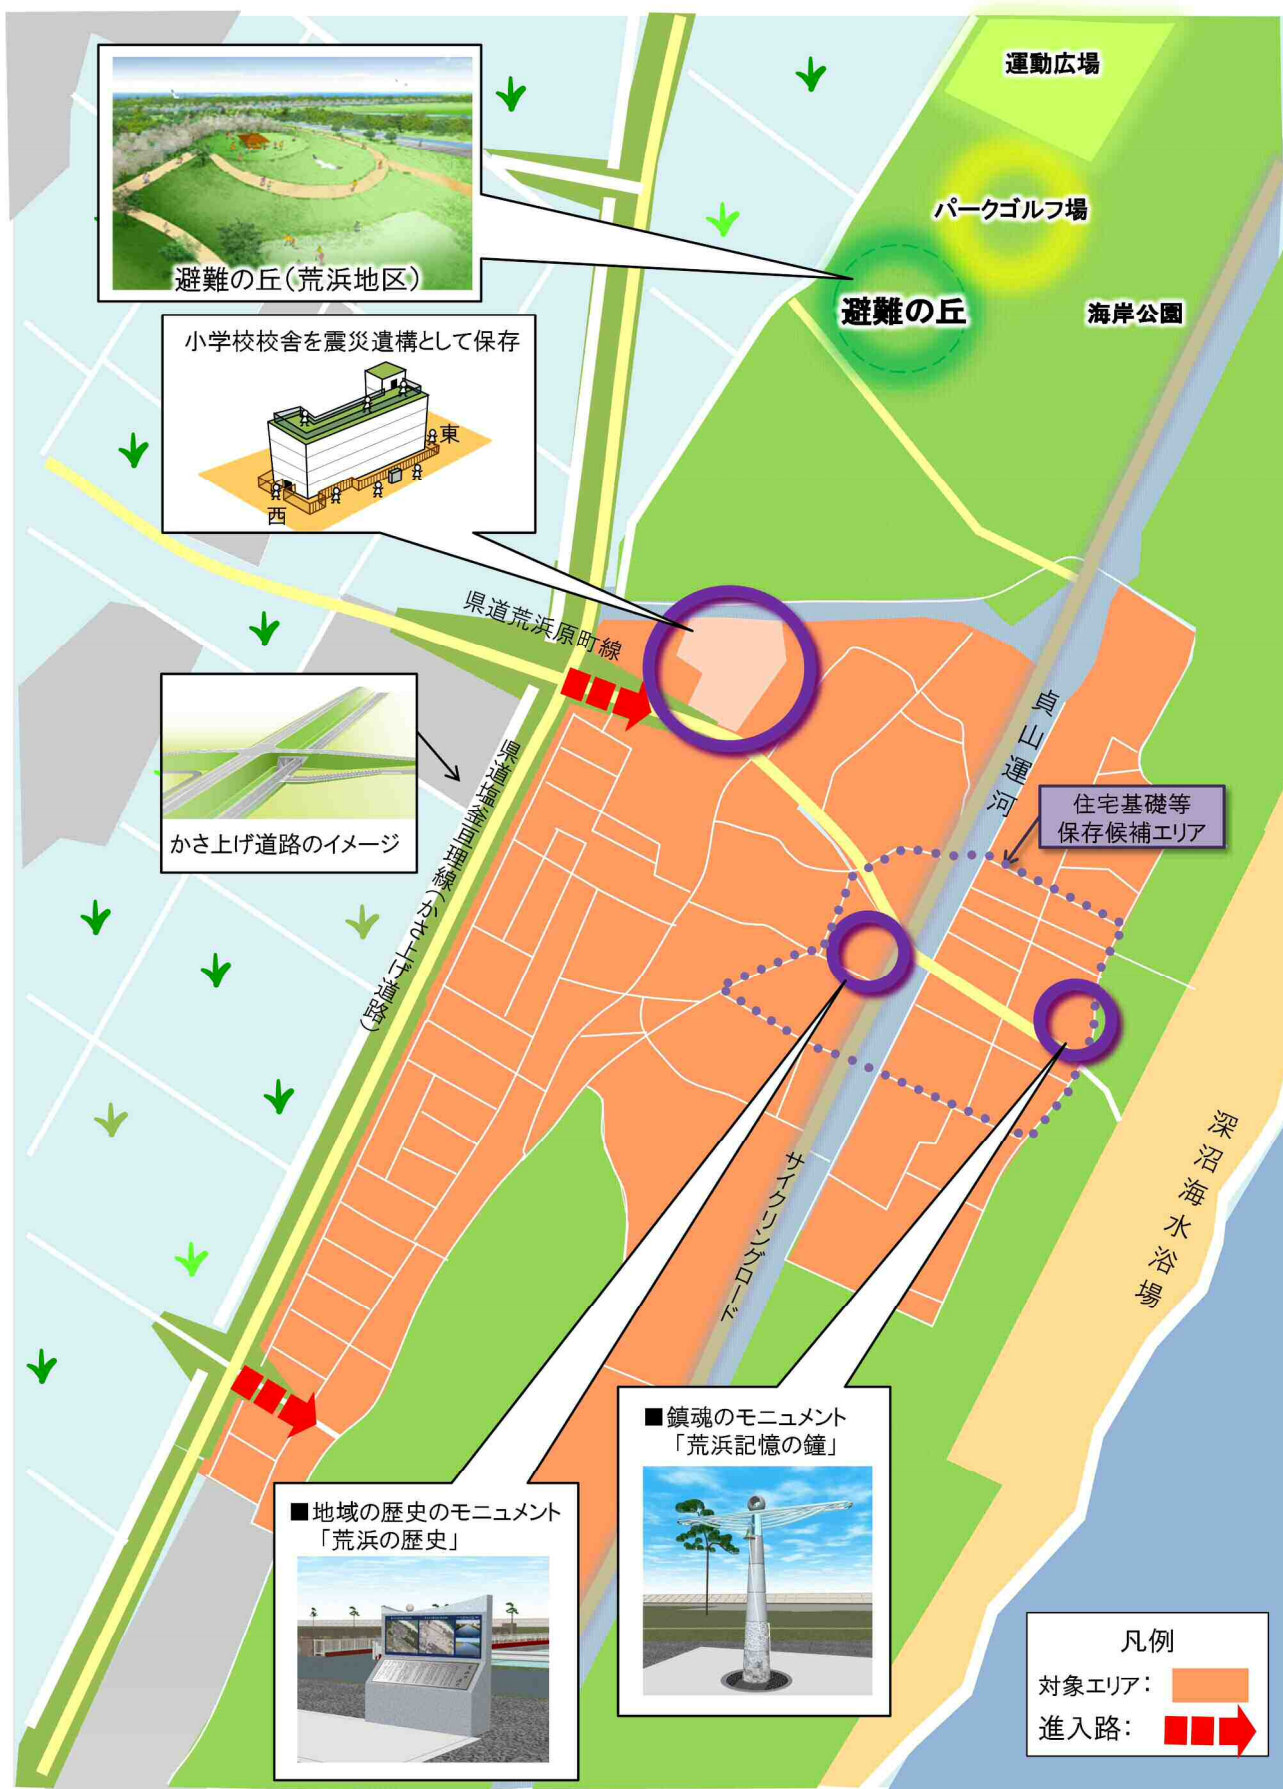 運動広場
パークゴルフ場
避難の丘(荒浜地区)
避難の丘
海岸公園
小学校校舎を震災遺構として保存
東
西
県道荒浜原町線
貞山運河
県道塩釜亘理線(かさ上げ道路)
住宅基礎等
保存候補エリア
かさ上げ道路のイメージ
深沼海水浴場
サイクリングロード
■鎮魂のモニュメント
「荒浜記憶の鐘」
■地域の歴史のモニュメント
「荒浜の歴史」
凡例
対象エリア:
進入路: